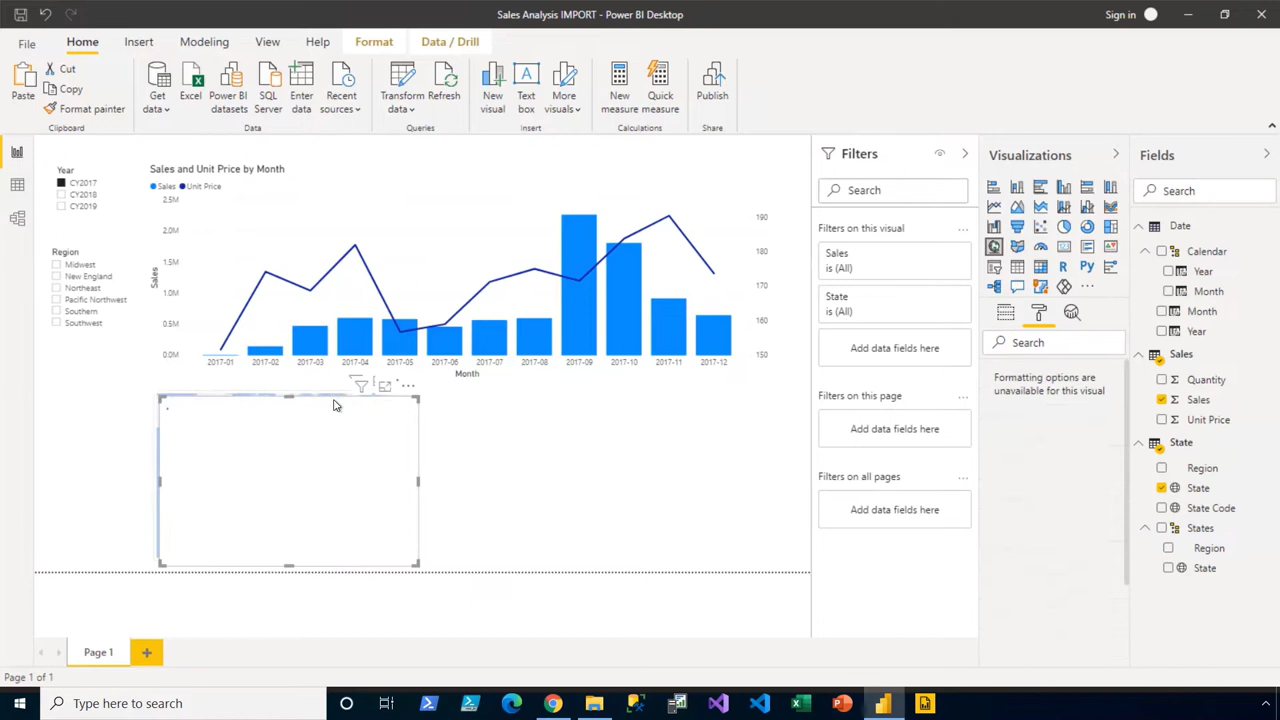 Sales Analysis IMPORT - Power BI Desktop
Sign in
File
Home
Insert
Modeling
View
Help
Format
Data / Drill
Paste
Cut
Copy
Format painter
Clipboard
Get data
Excel
Power BI datasets
SQL Server
Enter data
Recent sources
Data
Transform data
Refresh
Queries
New visual
Text box
More visuals
Insert
New measure
Quick measure
Calculations
Publish
Share
Year
CY2017
CY2018
CY2019
Region
Midwest
New England
Northeast
Pacific Northwest
Southern
Southwest
Sales and Unit Price by Month
Sales Unit Price
2.5M
2.0M
1.5M
1.0M
0.5M
0.0M
Sales
190
180
170
160
150
2017-01 2017-02 2017-03 2017-04 2017-05 2017-06 2017-07 2017-08 2017-09 2017-10 2017-11 2017-12
Month
Filters
Search
Filters on this visual
Sales
is (All)
State
is (All)
Add data fields here
Filters on this page
Add data fields here
Filters on all pages
Add data fields here
Visualizations
R
Py
Search
Formatting options are
unavailable for this visual
Fields
Search
Date
Calendar
Year
Month
Month
Year
Sales
Quantity
Sales
Unit Price
State
Region
State
State Code
States
Region
State
Page 1
Page 1 of 1
Type here to search